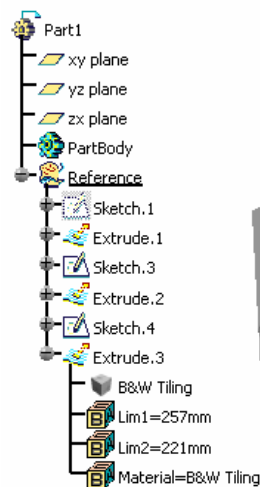 Part1
xy plane
yz plane
zx plane
PartBody
Reference
Sketch.1
Extrude.1
Sketch.3
Extrude.2
Sketch.4
Extrude.3
B&W Tiling
B Lim1=257mm
B Lim2=221mm
B Material=B&W Tiling